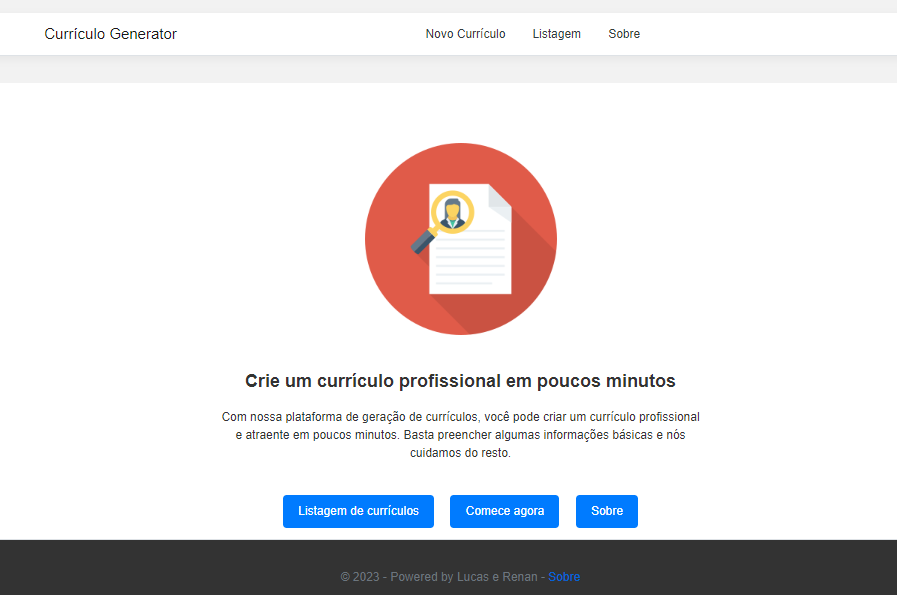 Currículo Generator
Novo Currículo Listagem Sobre
Crie um currículo profissional em poucos minutos
Com nossa plataforma de geração de currículos, você pode criar um currículo profissional
e atraente em poucos minutos. Basta preencher algumas informações básicas e nós
cuidamos do resto.
Listagem de currículos Comece agora Sobre
© 2023 - Powered by Lucas e Renan - Sobre